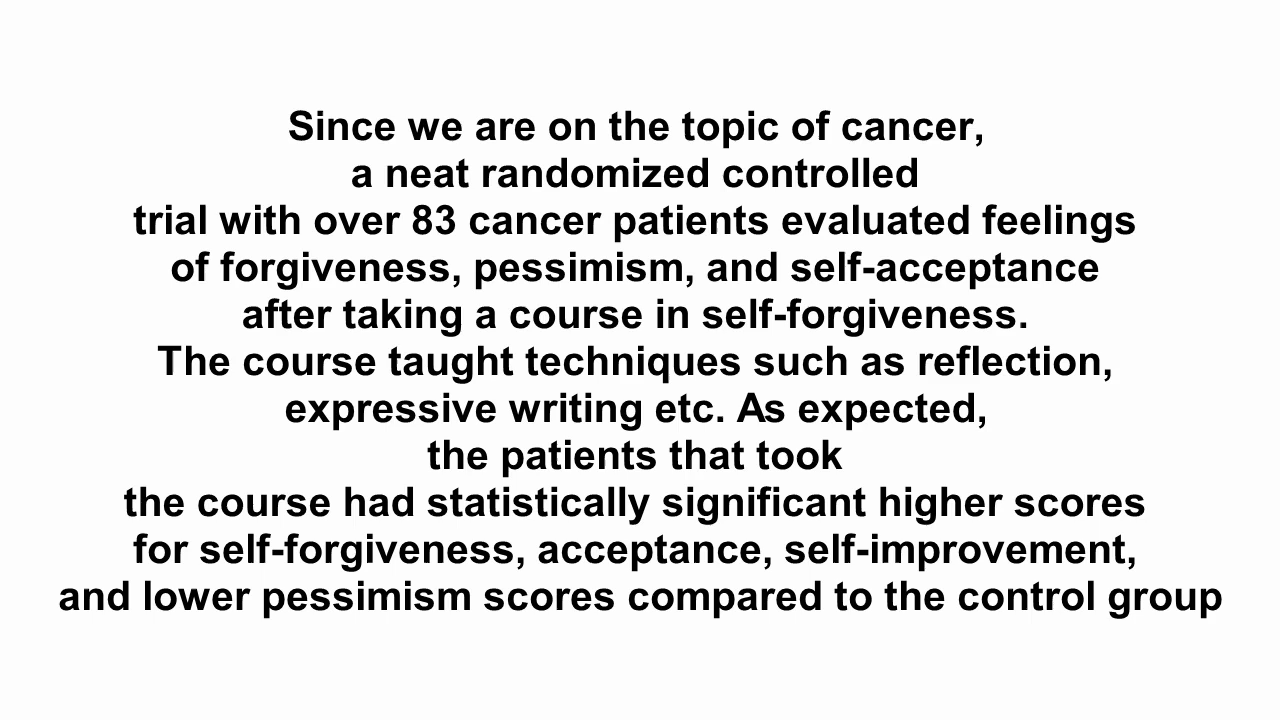 Since we are on the topic of cancer,
a neat randomized controlled
trial with over 83 cancer patients evaluated feelings
of forgiveness, pessimism, and self-acceptance
after taking a course in self-forgiveness.
The course taught techniques such as reflection,
expressive writing etc. As expected,
the patients that took
the course had statistically significant higher scores
for self-forgiveness, acceptance, self-improvement,
and lower pessimism scores compared to the control group